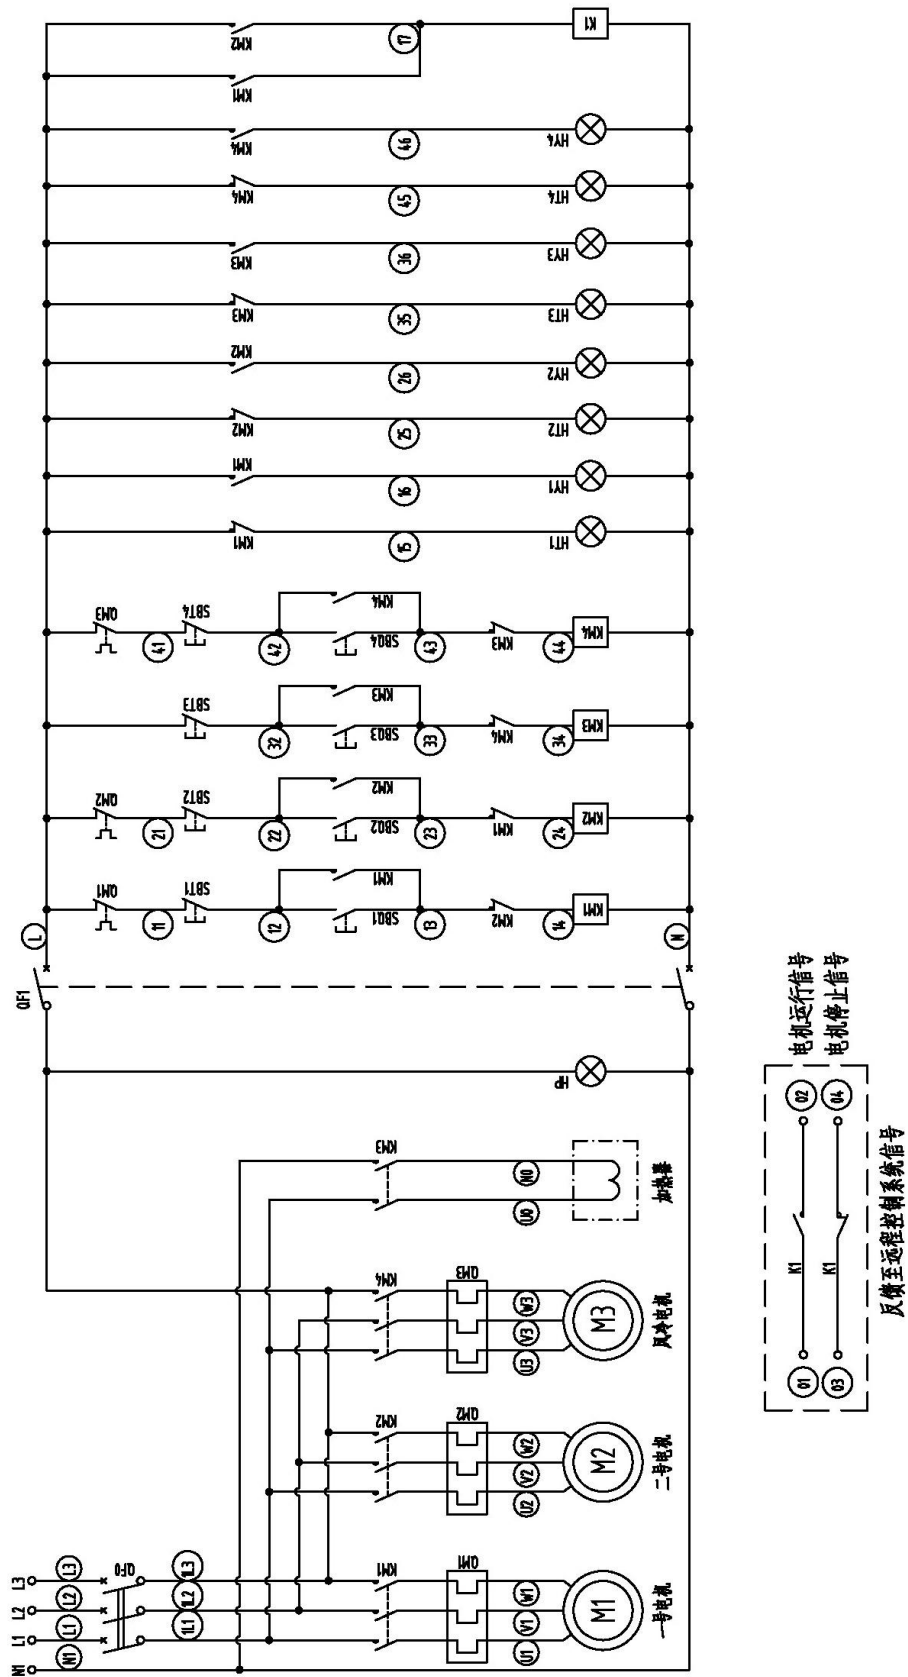 N1
L1
L2
L3
N1
L1
L2
L3
QF0
1L1
1L2
1L3
KM1
QM1
U1
V1
W1
M1
一号电机
KM2
QM2
U2
V2
W2
M2
二号电机
KM4
QM3
U3
V3
W3
M3
风冷电机
KM3
U0
N0
加热器
HP
QF1
L
N
QM1
11
SBT1
12
SBQ1
KM1
13
KM2
14
KM1
QM2
21
SBT2
22
SBQ2
KM2
23
KM1
24
KM2
SBT3
32
SBQ3
KM3
33
KM4
34
KM3
QM3
41
SBT4
42
SBQ4
KM4
43
KM3
44
KM4
KM1
15
HT1
KM1
16
HY1
KM2
25
HT2
KM2
26
HY2
KM3
35
HT3
KM3
36
HY3
KM4
45
HT4
KM4
46
HY4
KM1
KM2
17
K1
01
K1
02
电机运行信号
03
K1
04
电机停止信号
反馈至远程控制系统信号